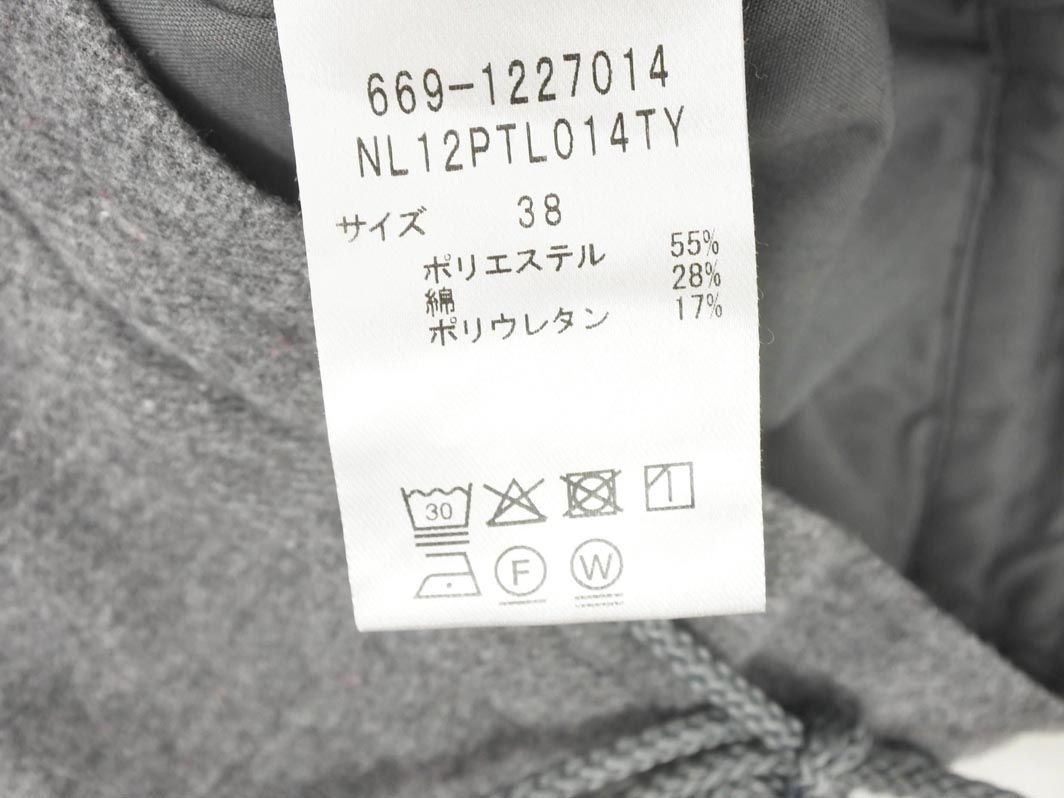 669-1227014
NL12PTL014TY
サイズ 38
ポリエステル 55%
綿 28%
ポリウレタン 17%
30
F W